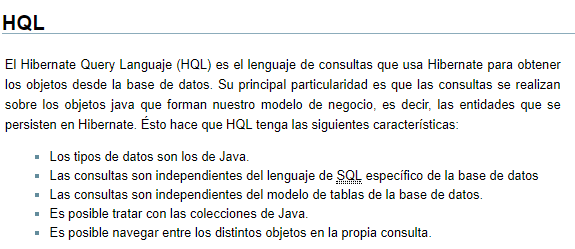 HQL
El Hibernate Query Languaje (HQL) es el lenguaje de consultas que usa Hibernate para obtener
los objetos desde la base de datos. Su principal particularidad es que las consultas se realizan
sobre los objetos java que forman nuestro modelo de negocio, es decir, las entidades que se
persisten en Hibernate. Ésto hace que HQL tenga las siguientes características:
Los tipos de datos son los de Java.
Las consultas son independientes del lenguaje de SQL específico de la base de datos
Las consultas son independientes del modelo de tablas de la base de datos.
Es posible tratar con las colecciones de Java.
Es posible navegar entre los distintos objetos en la propia consulta.